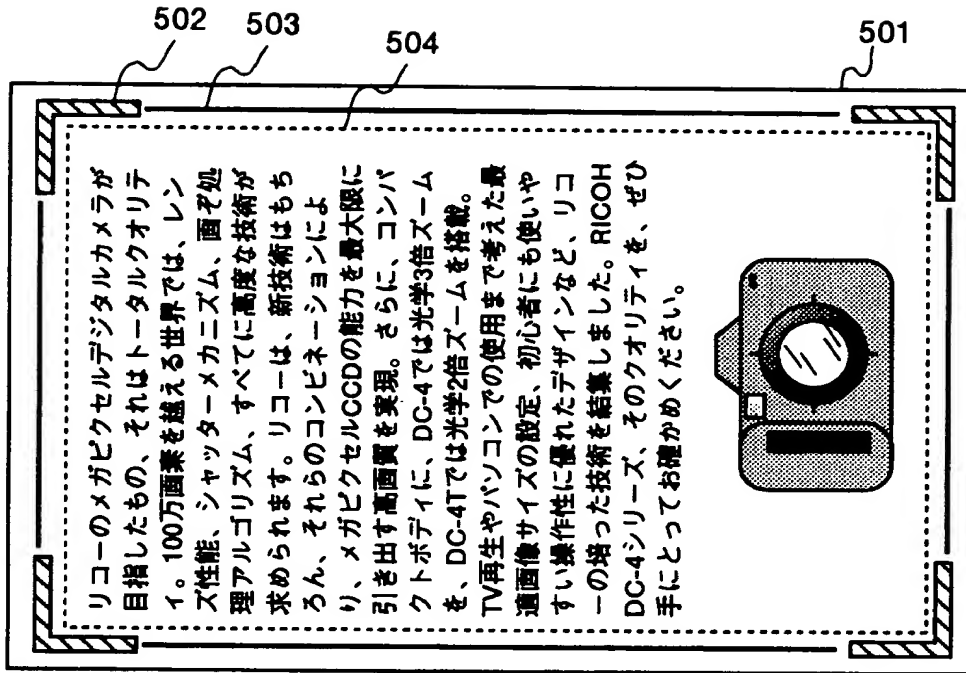 502
503
504
501
リコーのメガピクセルデジタルカメラが
目指したもの、それはトータルクオリテ
ィ。100万画素を越える世界では、レン
ズ性能、シャッターメカニズム、画ぞ処
理アルゴリズム、すべてに高度な技術が
求められます。リコーは、新技術はもち
ろん、それらのコンビネーションによ
り、メガピクセルCCDの能力を最大限に
引き出す高画質を実現。さらに、コンパ
クトボディに、DC-4では光学3倍ズーム
を、DC-4Tでは光学2倍ズームを搭載。
TV再生やパソコンでの使用まで考えた最
適画像サイズの設定、初心者にも使いや
すい操作性に優れたデザインなど、リコ
ーの培った技術を結集しました。RICOH
DC-4シリーズ、そのクオリティを、ぜひ
手にとってお確かめください。